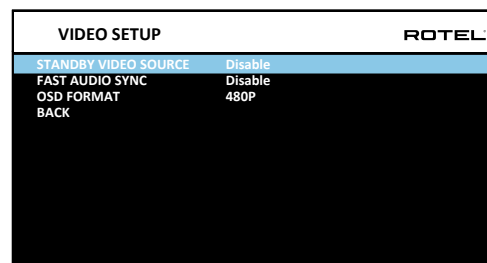 VIDEO SETUP ROTEL
STANDBY VIDEO SOURCE Disable
FAST AUDIO SYNC Disable
OSD FORMAT 480P
BACK